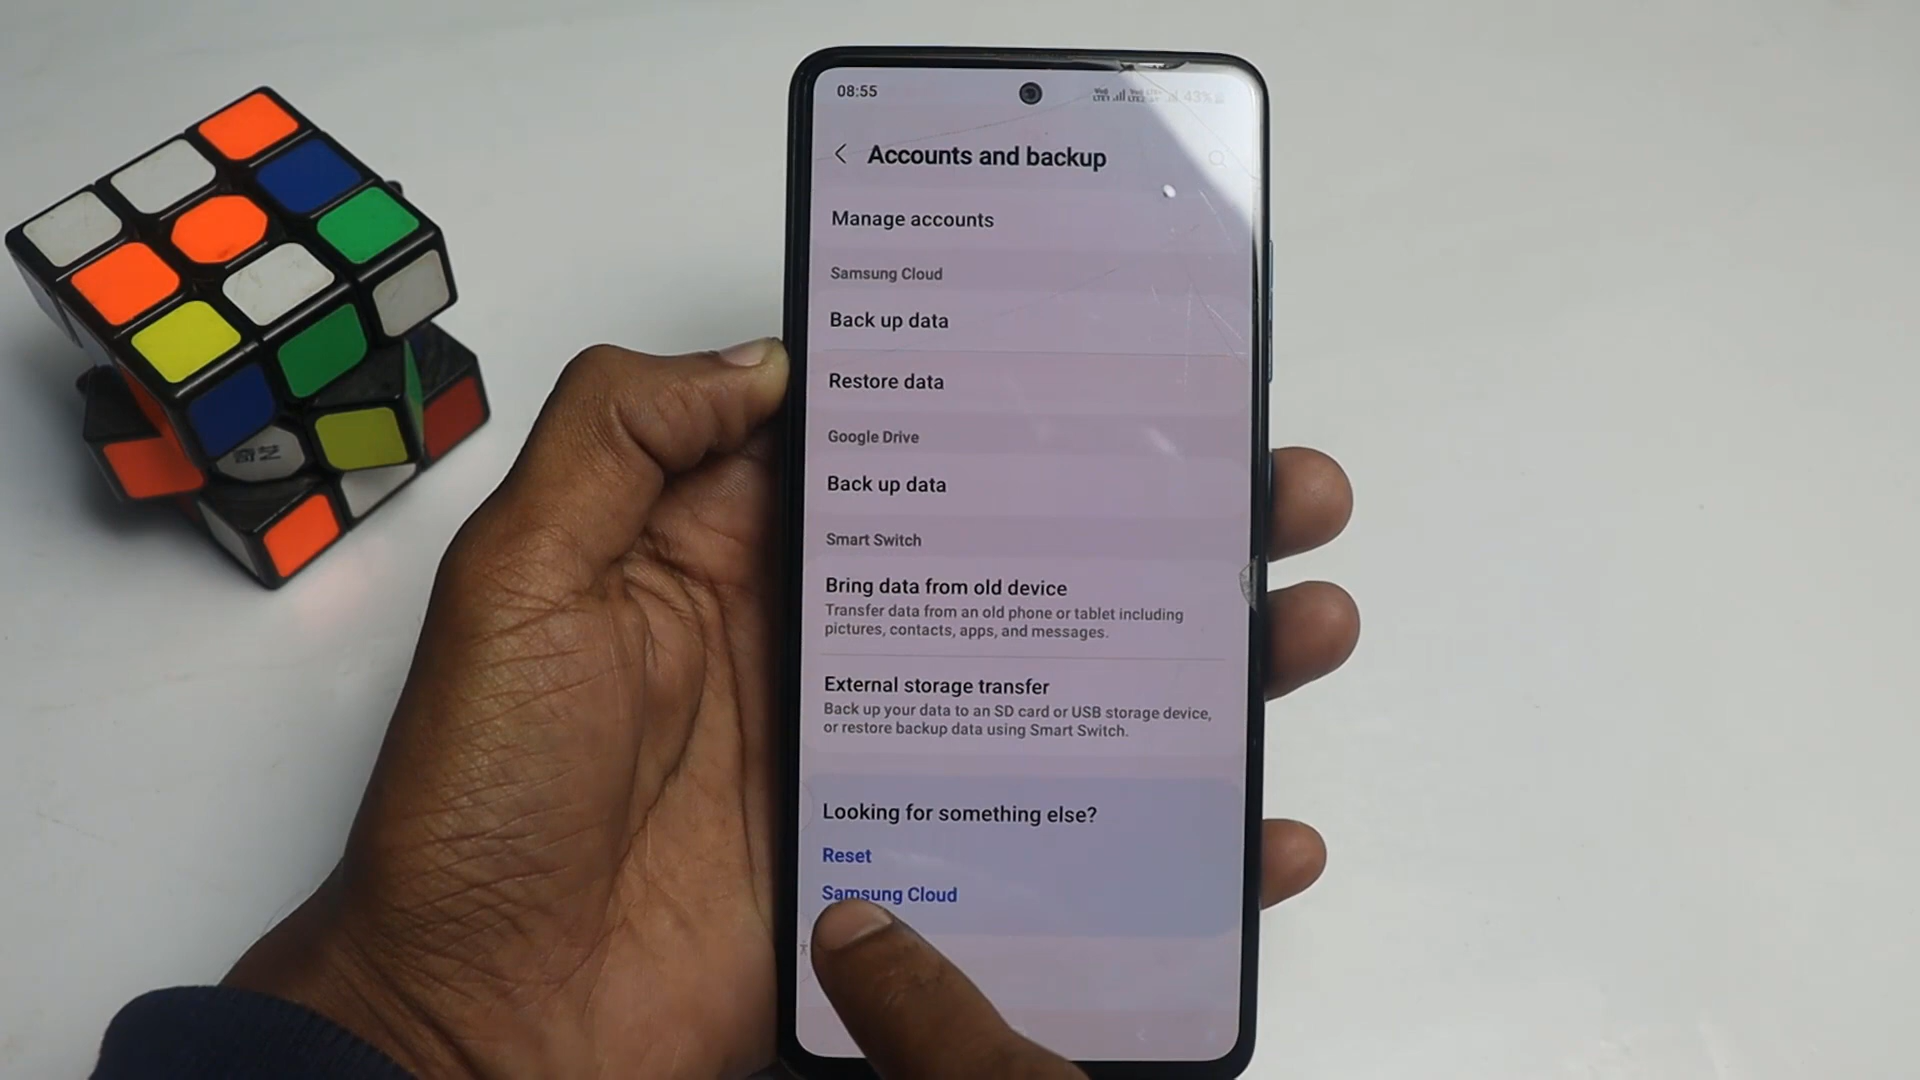 08:55
43%
Accounts and backup
Manage accounts
Samsung Cloud
Back up data
Restore data
Google Drive
Back up data
Smart Switch
Bring data from old device
Transfer data from an old phone or tablet including
pictures, contacts, apps, and messages.
External storage transfer
Back up your data to an SD card or USB storage device,
or restore backup data using Smart Switch.
Looking for something else?
Reset
Samsung Cloud
奇艺